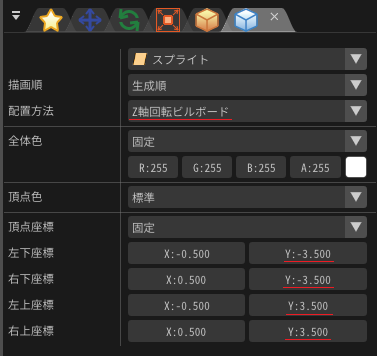 スプライト
描画順 生成順
配置方法 Z軸回転ビルボード
全体色 固定
R:255 G:255 B:255 A:255
頂点色 標準
頂点座標 固定
左下座標 X:-0.500 Y:-3.500
右下座標 X:0.500 Y:-3.500
左上座標 X:-0.500 Y:3.500
右上座標 X:0.500 Y:3.500